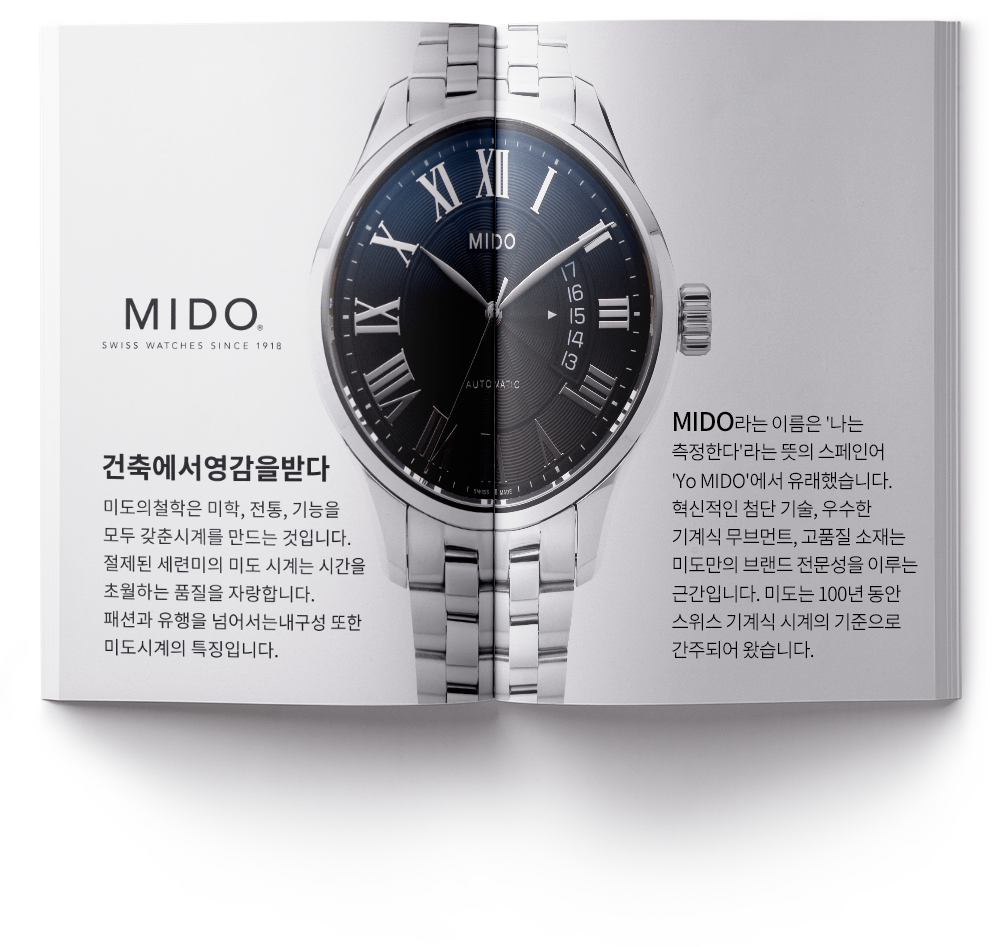 MIDO®
SWISS WATCHES SINCE 1918
건축에서영감을받다
미도의철학은 미학, 전통, 기능을
모두 갖춘시계를 만드는 것입니다.
절제된 세련미의 미도 시계는 시간을
초월하는 품질을 자랑합니다.
패션과 유행을 넘어서는내구성 또한
미도시계의 특징입니다.
XI XII I
X
MIDO
II
17
16
IX
15
III
14
13
VIII
AUTOMATIC
IIII
VII
V
SWISS MADE
MIDO라는 이름은 '나는
측정한다'라는 뜻의 스페인어
'Yo MIDO'에서 유래했습니다.
혁신적인 첨단 기술, 우수한
기계식 무브먼트, 고품질 소재는
미도만의 브랜드 전문성을 이루는
근간입니다. 미도는 100년 동안
스위스 기계식 시계의 기준으로
간주되어 왔습니다.